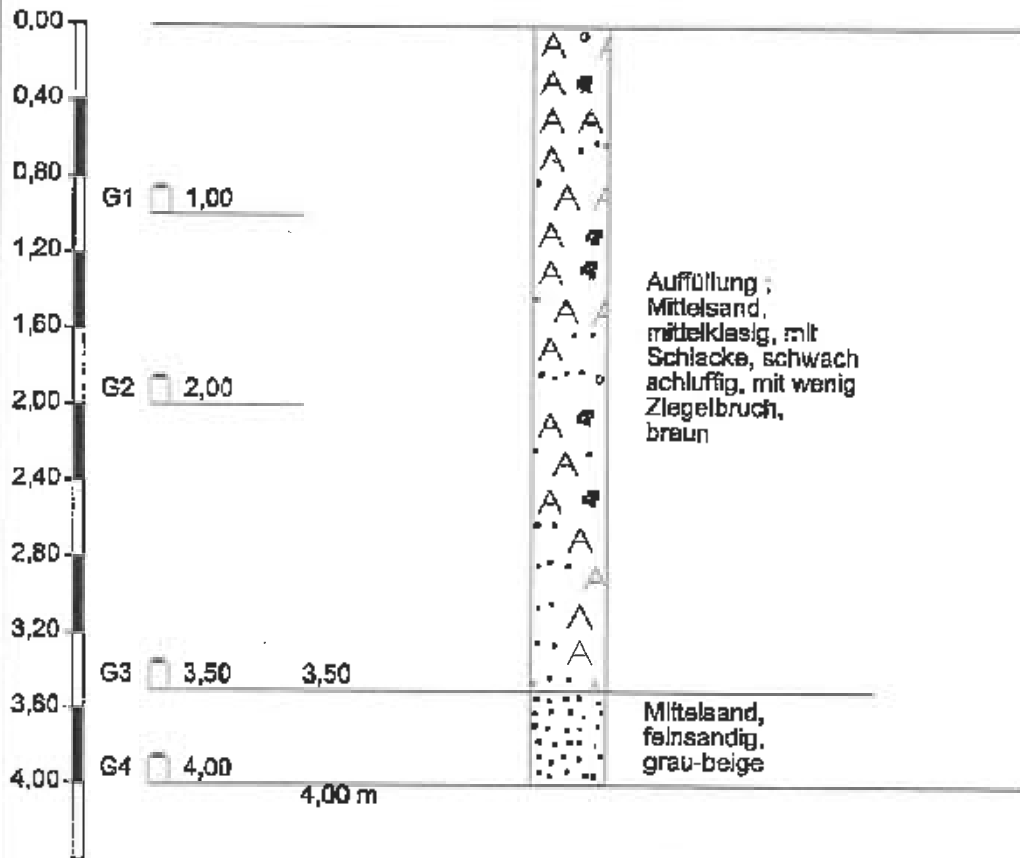 0,00
0,40
0,80
G1 1,00
1,20
1,60
G2 2,00
2,00
2,40
2,80
3,20
G3 3,50 3,50
3,60
G4 4,00
4,00
4,00 m
A
Auffüllung ;
Mittelsand,
mittelkiesig, mit
Schlacke, schwach
schluffig, mit wenig
Ziegelbruch,
braun
Mittelsand,
feinsandig,
grau-beige